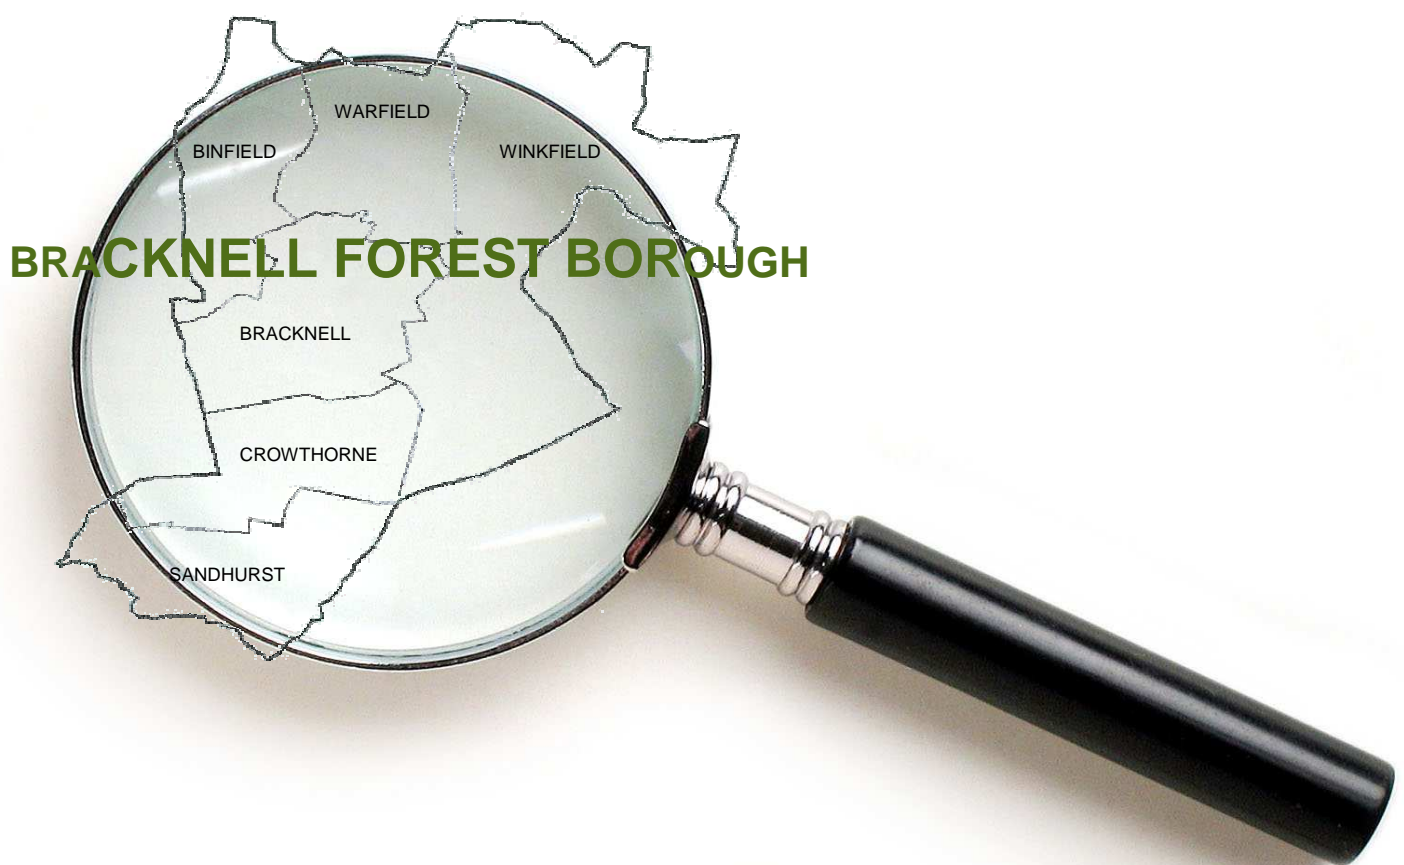 WARFIELD
BINFIELD
WINKFIELD
BRACKNELL FOREST BOROUGH
BRACKNELL
CROWTHORNE
SANDHURST